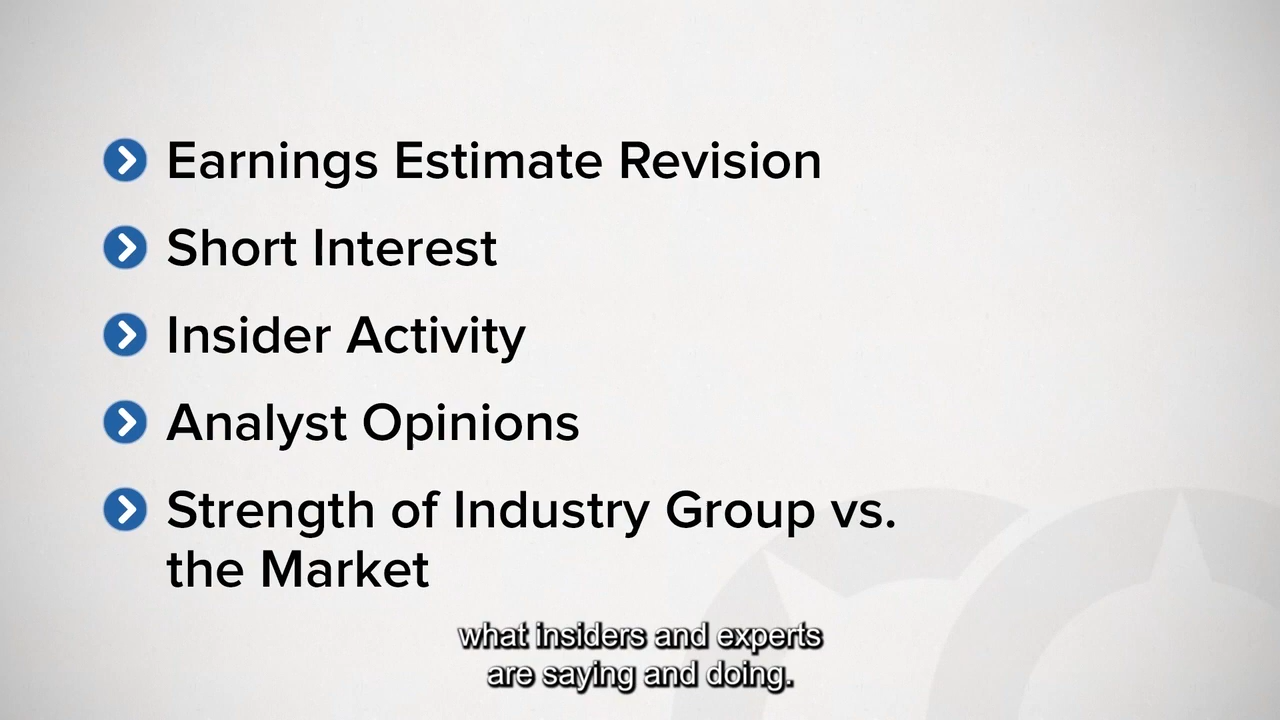 Earnings Estimate Revision
Short Interest
Insider Activity
Analyst Opinions
Strength of Industry Group vs.
the Market
what insiders and experts
are saying and doing.